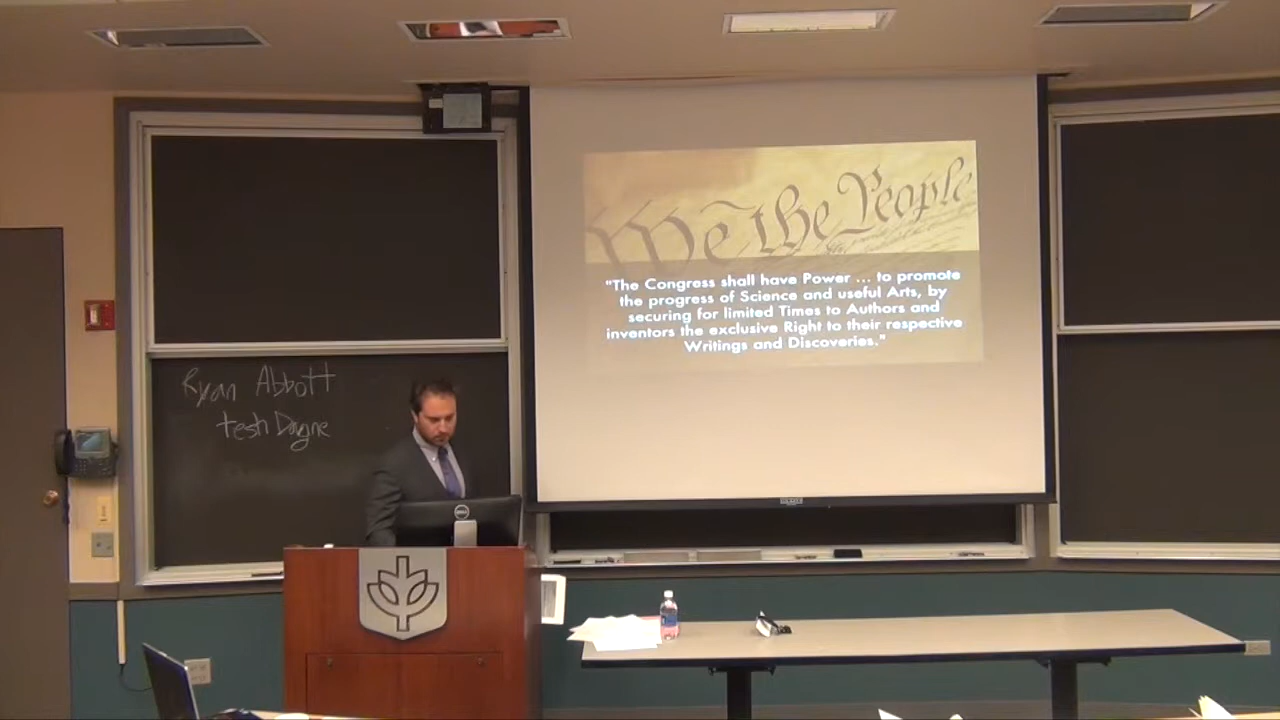 We the People
"The Congress shall have Power ... to promote
the progress of Science and useful Arts, by
securing for limited Times to Authors and
inventors the exclusive Right to their respective
Writings and Discoveries."
Ryan Abbott
tesh Dagne
DELL